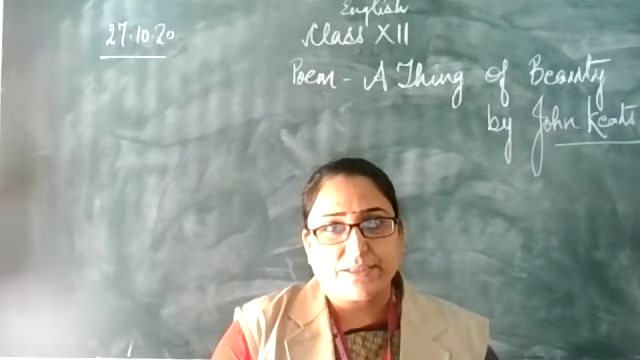 27.10.20
English
Class XII
Poem - A Thing of Beauty
by John Keats